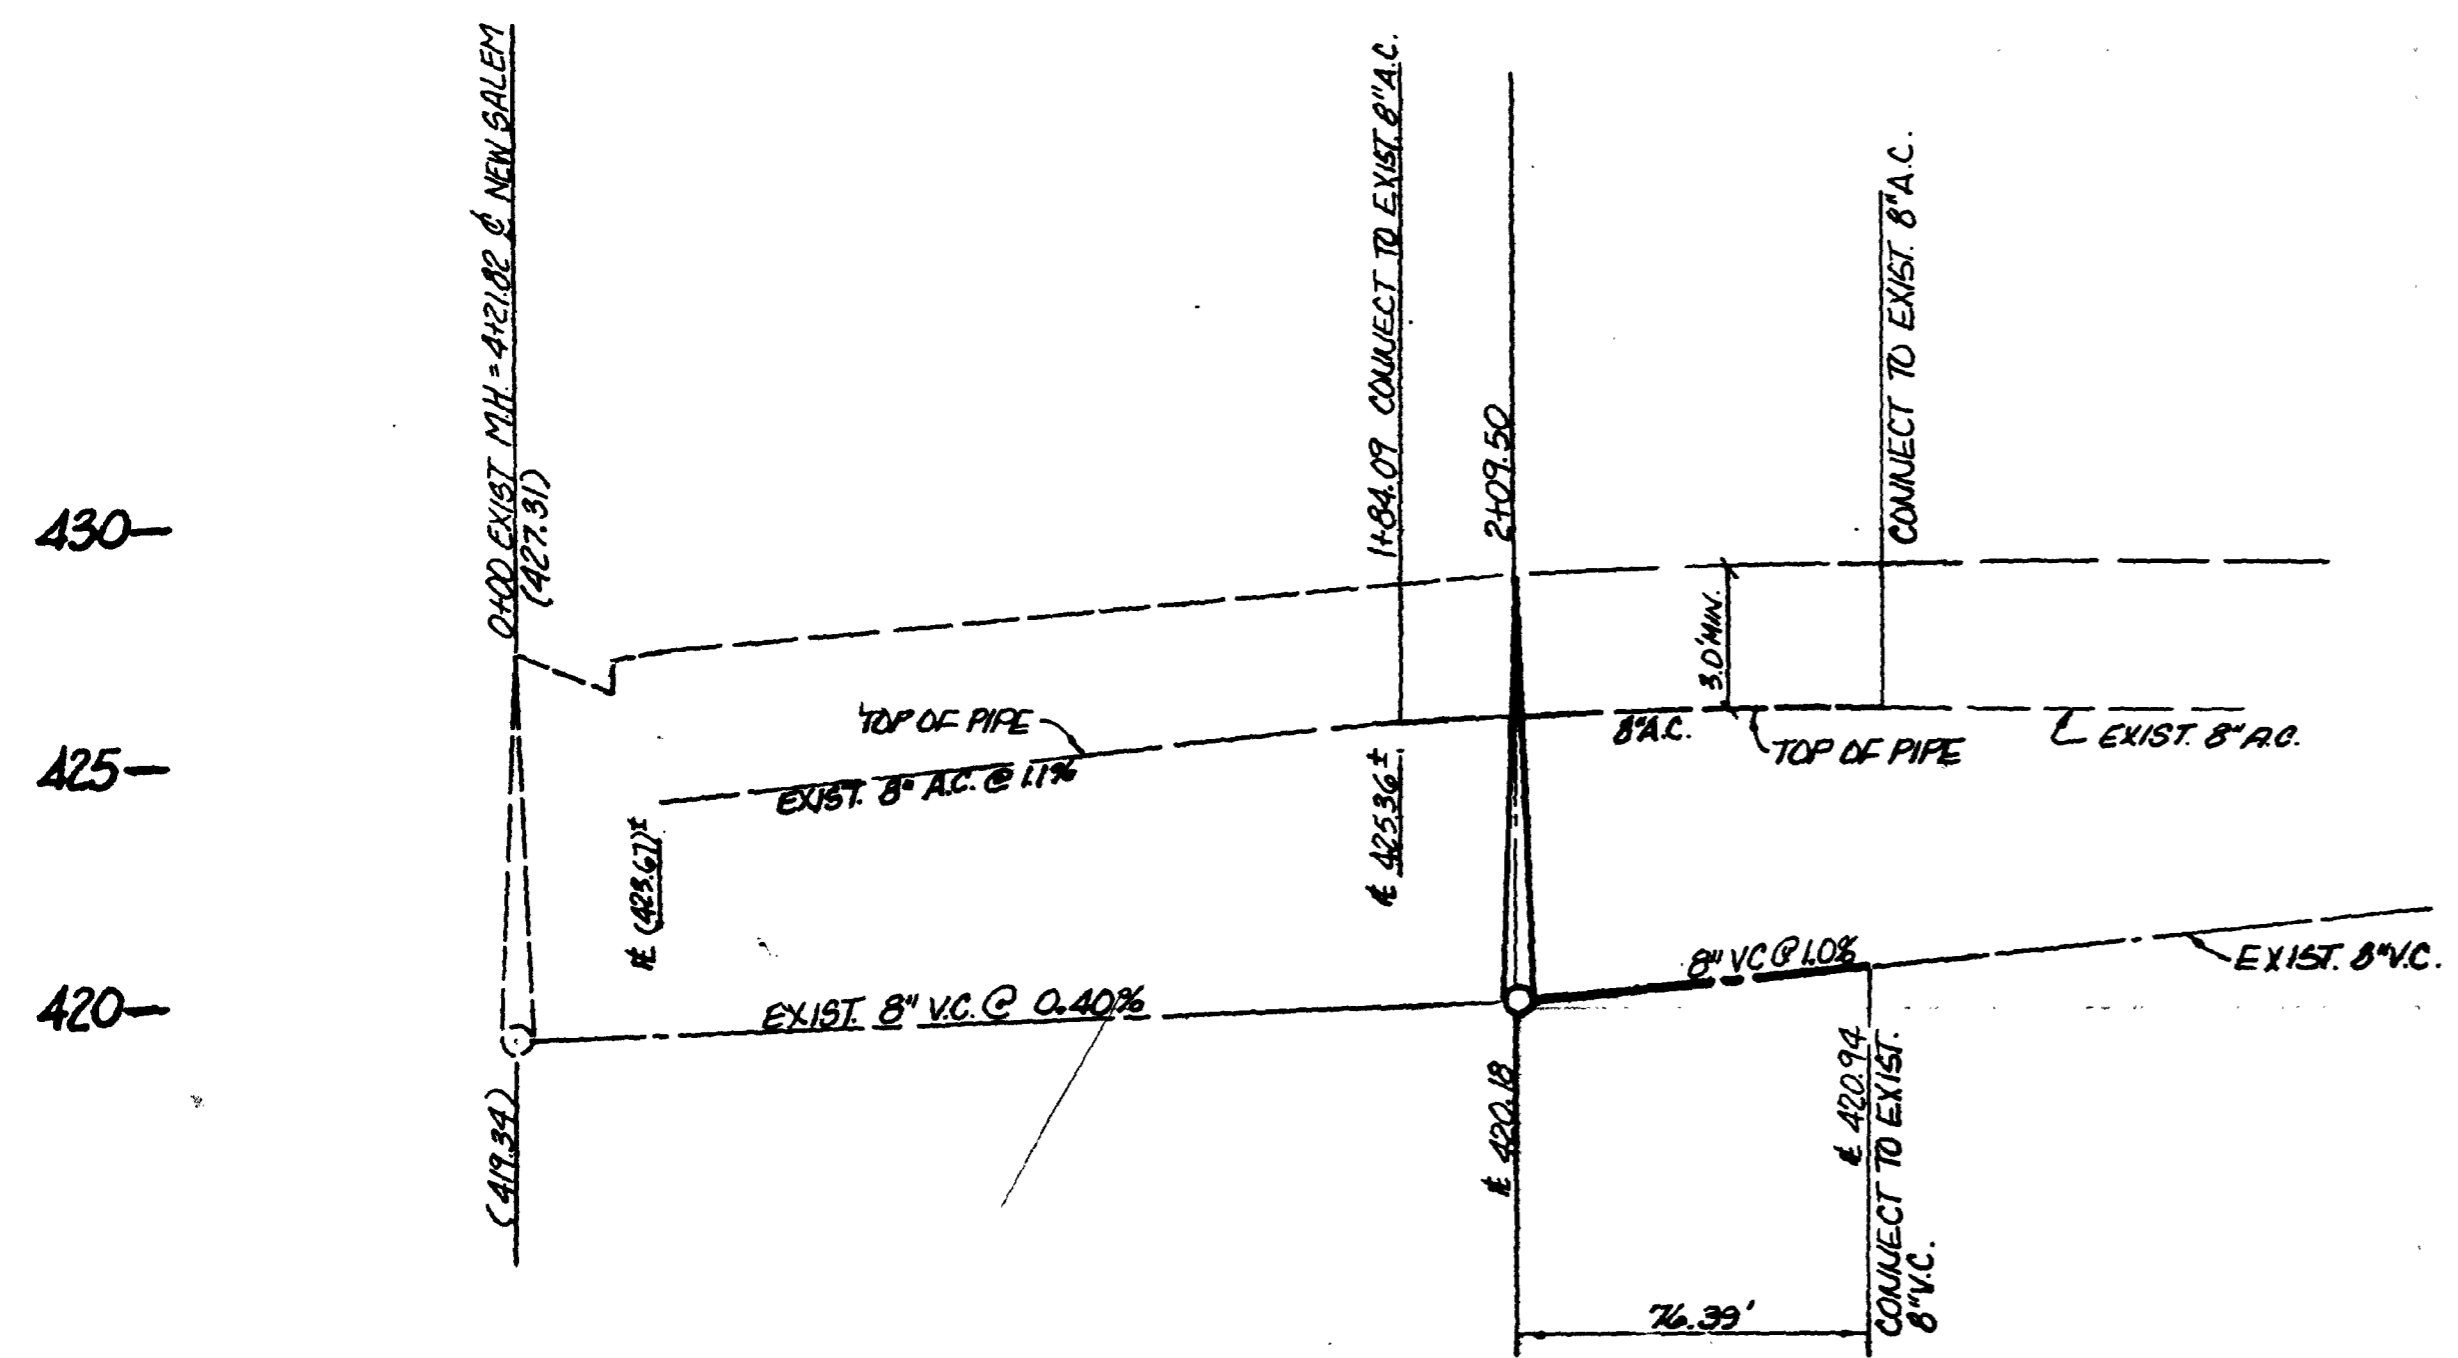 0+00 EXIST M.H. = 4+21.82 ℄ NEW SALEM
(427.31)
1+84.09 CONNECT TO EXIST. 8" A.C.
2+09.50
CONNECT TO EXIST. 8" A.C.
430-
425-
420-
3.0' MIN.
TOP OF PIPE
8" A.C.
TOP OF PIPE
EXIST. 8" A.C.
EXIST. 8" A.C. @ 1.1%
(423.67)±
425.36±
EXIST. 8" V.C. @ 0.40%
8" VC @ 1.0%
EXIST. 8" V.C.
(419.34)
420.18
420.94
CONNECT TO EXIST.
8" V.C.
76.39'